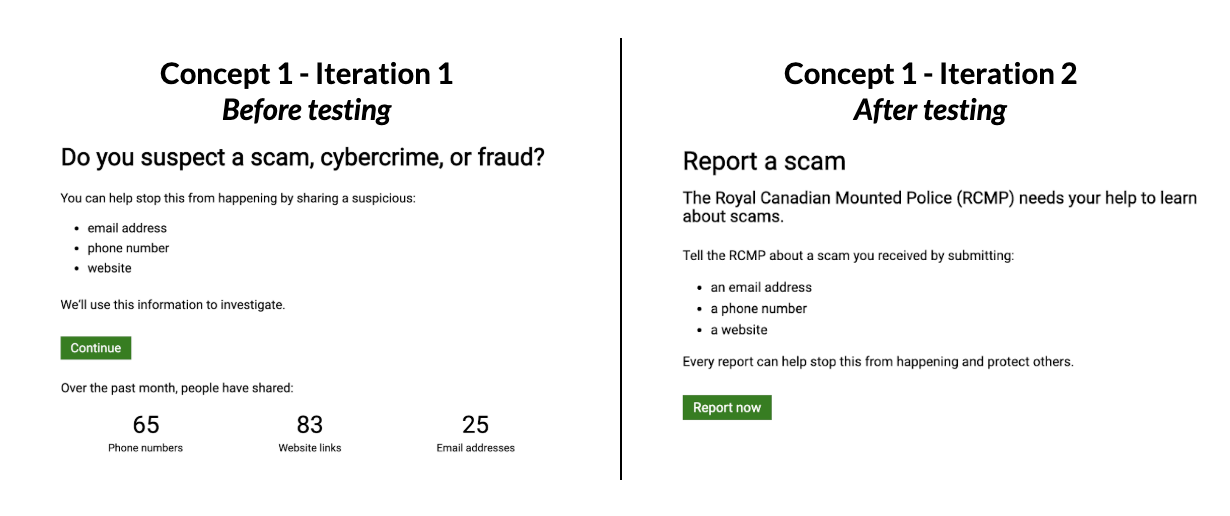 Concept 1 - Iteration 1
Before testing
Do you suspect a scam, cybercrime, or fraud?
You can help stop this from happening by sharing a suspicious:
• email address
• phone number
• website
We'll use this information to investigate.
Continue
Over the past month, people have shared:
65 83 25
Phone numbers Website links Email addresses
Concept 1 - Iteration 2
After testing
Report a scam
The Royal Canadian Mounted Police (RCMP) needs your help to learn
about scams.
Tell the RCMP about a scam you received by submitting:
• an email address
• a phone number
• a website
Every report can help stop this from happening and protect others.
Report now